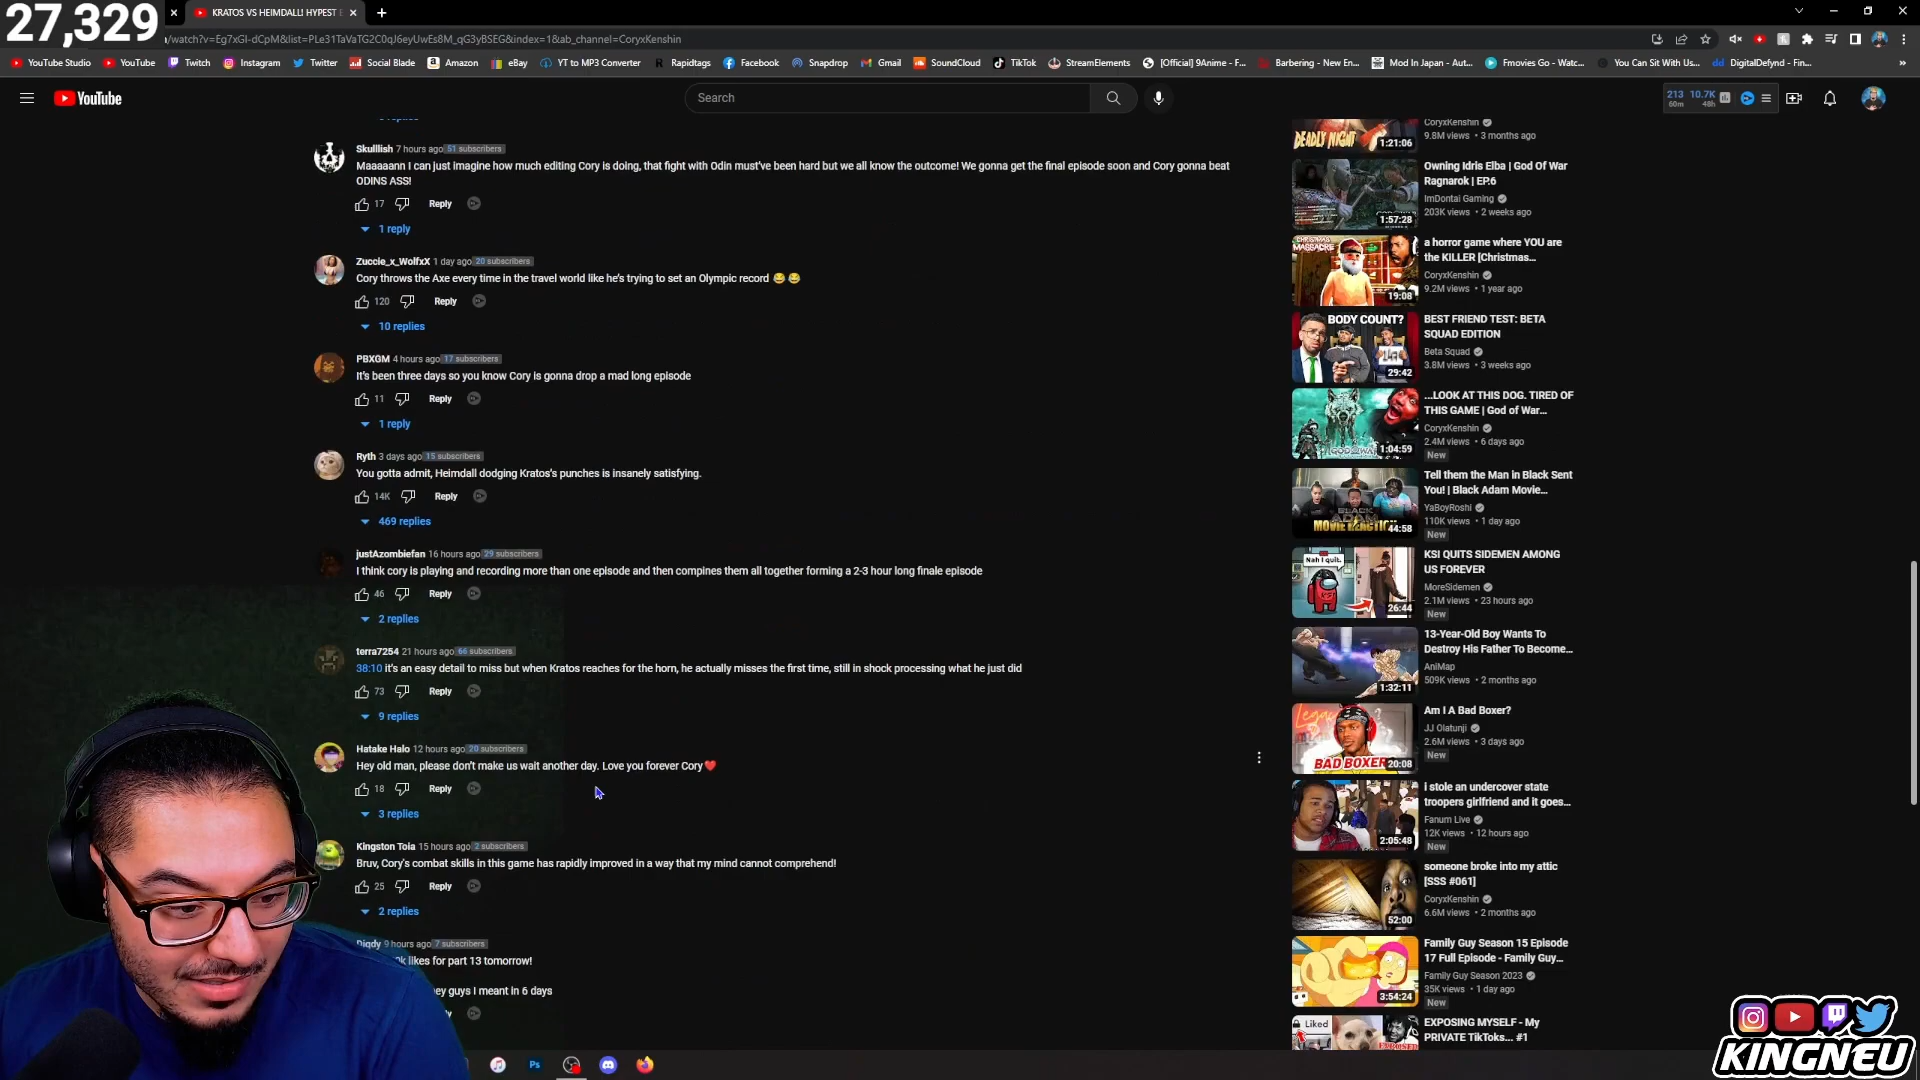 27,329
KRATOS VS HEIMDALL! HYPEST
/watch?v=Eg7xGI-dCpM&list=PLe31TaVaTG2C0qJ6eyUwEs8M_qG3yBSEG&index=1&ab_channel=CoryxKenshin
YouTube Studio YouTube Twitch Instagram Twitter Social Blade Amazon eBay YT to MP3 Converter Rapidtags Facebook Snapdrop Gmail SoundCloud TikTok StreamElements [Official] 9Anime - F... Barbering - New En... Mod In Japan - Aut... Fmovies Go - Watc... You Can Sit With Us... DigitalDefynd - Fin...
YouTube
Search
213 10.7K
60m 48h
Skulllish 7 hours ago 51 subscribers
Maaaaann I can just imagine how much editing Cory is doing, that fight with Odin must've been hard but we all know the outcome! We gonna get the final episode soon and Cory gonna beat
ODINS ASS!
17 Reply
1 reply
Zuccie_x_WolfxX 1 day ago 20 subscribers
Cory throws the Axe every time in the travel world like he's trying to set an Olympic record 😂 😂
120 Reply
10 replies
PBXGM 4 hours ago 17 subscribers
It's been three days so you know Cory is gonna drop a mad long episode
11 Reply
1 reply
Ryth 3 days ago 15 subscribers
You gotta admit, Heimdall dodging Kratos's punches is insanely satisfying.
14K Reply
469 replies
justAzombiefan 16 hours ago 29 subscribers
I think cory is playing and recording more than one episode and then compines them all together forming a 2-3 hour long finale episode
46 Reply
2 replies
terra7254 21 hours ago 66 subscribers
38:10 it's an easy detail to miss but when Kratos reaches for the horn, he actually misses the first time, still in shock processing what he just did
73 Reply
9 replies
Hatake Halo 12 hours ago 20 subscribers
Hey old man, please don't make us wait another day. Love you forever Cory❤️
18 Reply
3 replies
Kingston Toia 15 hours ago 2 subscribers
Bruv, Cory's combat skills in this game has rapidly improved in a way that my mind cannot comprehend!
25 Reply
2 replies
Diqdy 9 hours ago 7 subscribers
likes for part 13 tomorrow!
guys I meant in 6 days
DEADLY NIGHT
1:21:06
CoryxKenshin
9.8M views • 3 months ago
1:57:28
Owning Idris Elba | God Of War
Ragnarok | EP.6
ImDontai Gaming
203K views • 2 weeks ago
CHRISTMAS
MASSACRE
19:08
a horror game where YOU are
the KILLER [Christmas...
CoryxKenshin
9.2M views • 1 year ago
BODY COUNT?
29:42
BEST FRIEND TEST: BETA
SQUAD EDITION
Beta Squad
3.8M views • 3 weeks ago
1:04:59
...LOOK AT THIS DOG. TIRED OF
THIS GAME | God of War...
CoryxKenshin
2.4M views • 6 days ago
New
BLACK
ADAM
MOVIE REACTION
44:58
Tell them the Man in Black Sent
You! | Black Adam Movie...
YaBoyRoshi
110K views • 1 day ago
New
Nah I quit.
26:44
KSI QUITS SIDEMEN AMONG
US FOREVER
MoreSidemen
2.1M views • 23 hours ago
New
1:32:11
13-Year-Old Boy Wants To
Destroy His Father To Become...
AniMap
509K views • 2 months ago
BAD BOXER?
20:08
Am I A Bad Boxer?
JJ Olatunji
2.6M views • 3 days ago
New
2:05:48
i stole an undercover state
troopers girlfriend and it goes...
Fanum Live
12K views • 12 hours ago
New
52:00
someone broke into my attic
[SSS #061]
CoryxKenshin
6.6M views • 2 months ago
3:54:24
Family Guy Season 15 Episode
17 Full Episode - Family Guy...
Family Guy Season 2023
35K views • 1 day ago
New
Liked
EXPOSING MYSELF - My
PRIVATE TikToks... #1
Ps
KINGNEU